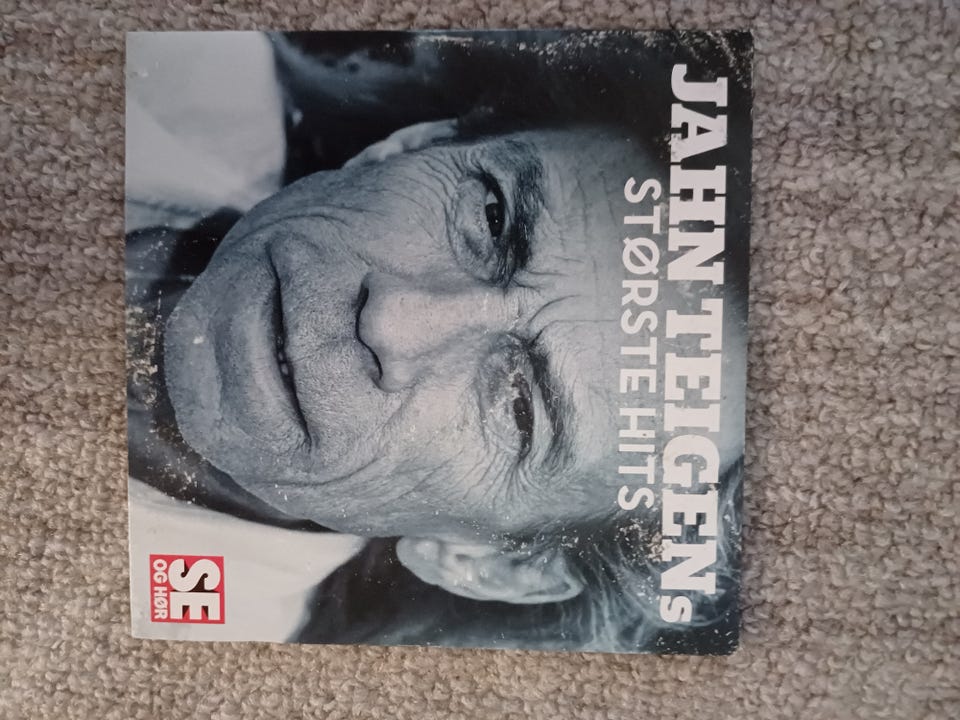 JAHN TEIGENs
STØRSTE HITS
SE
OG HØR